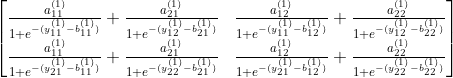 \begin{bmatrix} \frac{a_{11}^{(1)}}{1+e^{-(y_{11}^{(1)}-b_{11}^{(1)})}} + \frac{a_{21}^{(1)}}{1+e^{-(y_{12}^{(1)}-b_{21}^{(1)})}} & \frac{a_{12}^{(1)}}{1+e^{-(y_{11}^{(1)}-b_{12}^{(1)})}} + \frac{a_{22}^{(1)}}{1+e^{-(y_{12}^{(1)}-b_{22}^{(1)})}} \\
\frac{a_{11}^{(1)}}{1+e^{-(y_{21}^{(1)}-b_{11}^{(1)})}} + \frac{a_{21}^{(1)}}{1+e^{-(y_{22}^{(1)}-b_{21}^{(1)})}} & \frac{a_{12}^{(1)}}{1+e^{-(y_{21}^{(1)}-b_{12}^{(1)})}} + \frac{a_{22}^{(1)}}{1+e^{-(y_{22}^{(1)}-b_{22}^{(1)})}} \end{bmatrix}